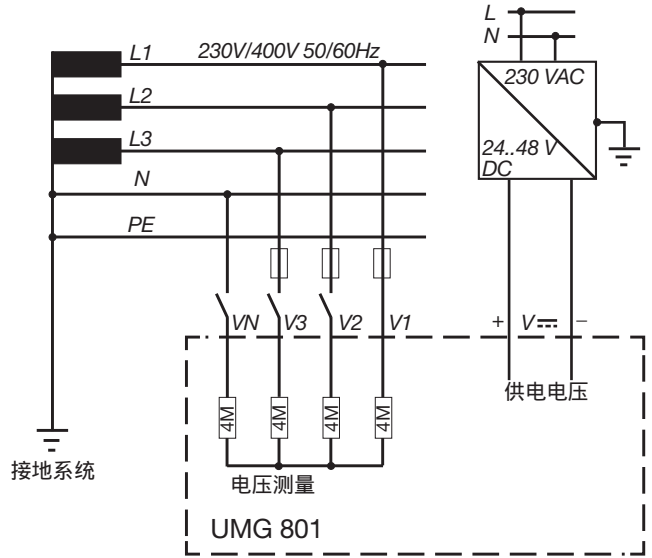 L
N
L1 230V/400V 50/60Hz
230 VAC
L2
L3
24..48 V
DC
N
PE
VN V3 V2 V1 + V −
供电电压
4M 4M 4M 4M
接地系统
电压测量
UMG 801